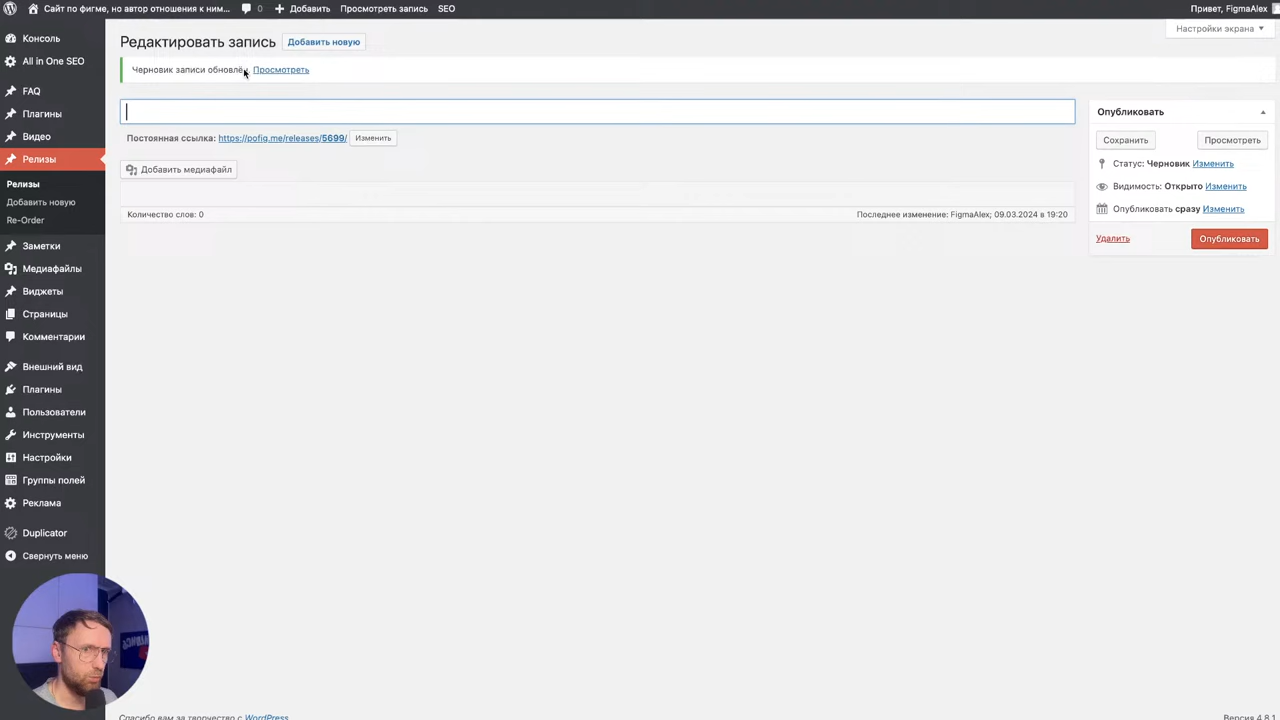 Сайт по фигме, но автор отношения к ним... 0 Добавить Просмотреть запись SEO Привет, FigmaAlex
Настройки экрана
Консоль
All in One SEO
FAQ
Плагины
Видео
Релизы
Релизы
Добавить новую
Re-Order
Заметки
Медиафайлы
Виджеты
Страницы
Комментарии
Внешний вид
Плагины
Пользователи
Инструменты
Настройки
Группы полей
Реклама
Duplicator
Свернуть меню
Редактировать запись Добавить новую
Черновик записи обновлён. Просмотреть
Постоянная ссылка: https://pofig.me/releases/5699/ Изменить
Добавить медиафайл
Количество слов: 0 Последнее изменение: FigmaAlex; 09.03.2024 в 19:20
Опубликовать
Сохранить Просмотреть
Статус: Черновик Изменить
Видимость: Открыто Изменить
Опубликовать сразу Изменить
Удалить Опубликовать
Спасибо вам за творчество с WordPress. Версия 4.8.1